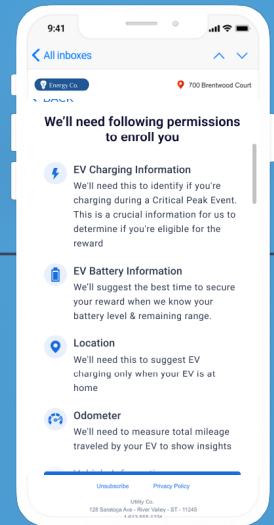 9:41
All inboxes
Energy Co.
700 Brentwood Court
BACK
We'll need following permissions
to enroll you
EV Charging Information
We'll need this to identify if you're
charging during a Critical Peak Event.
This is a crucial information for us to
determine if you're eligible for the
reward
EV Battery Information
We'll suggest the best time to secure
your reward when we know your
battery level & remaining range.
Location
We'll need this to suggest EV
charging only when your EV is at
home
Odometer
We'll need to measure total mileage
traveled by your EV to show insights
Unsubscribe Privacy Policy
Utility Co.
128 Saratoga Ave - River Valley - ST - 11245